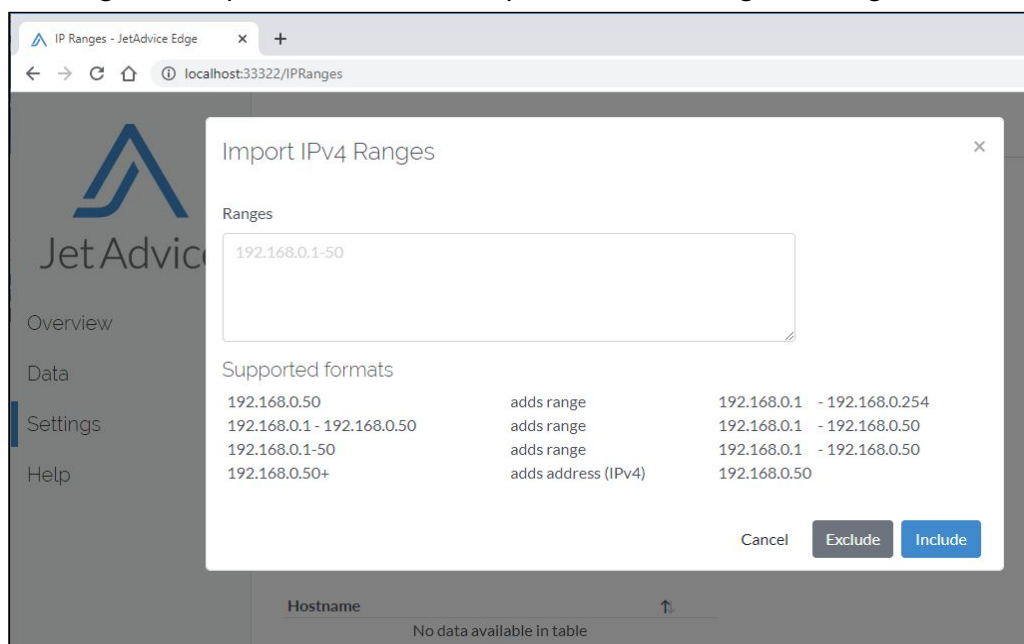 IP Ranges - JetAdvice Edge
localhost:33322/IPRanges
Import IPv4 Ranges
Ranges
192.168.0.1-50
JetAdvic
Overview
Data
Settings
Help
Supported formats
192.168.0.50 adds range 192.168.0.1 - 192.168.0.254
192.168.0.1 - 192.168.0.50 adds range 192.168.0.1 - 192.168.0.50
192.168.0.1-50 adds range 192.168.0.1 - 192.168.0.50
192.168.0.50+ adds address (IPv4) 192.168.0.50
Cancel Exclude Include
Hostname
No data available in table